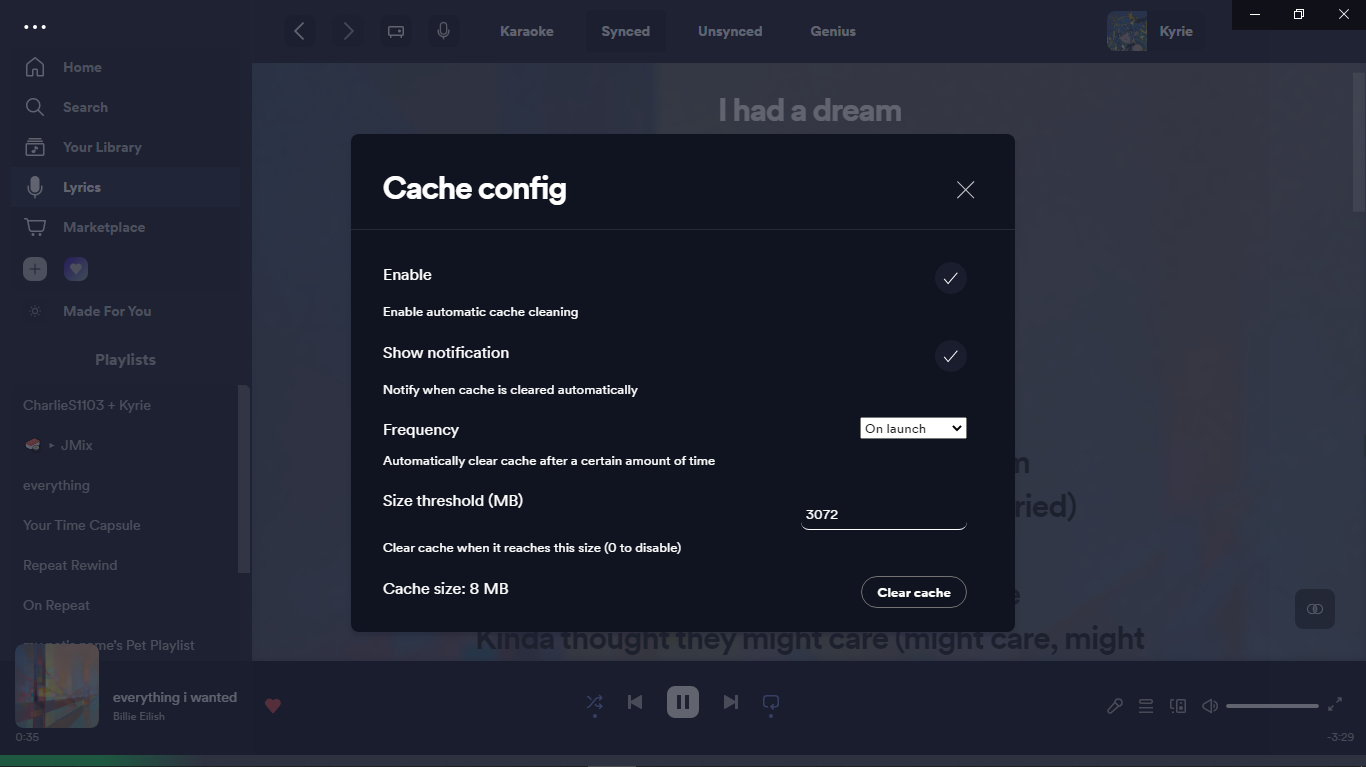 Karaoke
Synced
Unsynced
Genius
Kyrie
Home
Search
Your Library
Lyrics
Marketplace
Made For You
Playlists
CharlieS1103 + Kyrie
JMix
everything
Your Time Capsule
Repeat Rewind
On Repeat
name's Pet Playlist
I had a dream
Cache config
Enable
Enable automatic cache cleaning
Show notification
Notify when cache is cleared automatically
Frequency
On launch
Automatically clear cache after a certain amount of time
Size threshold (MB)
3072
Clear cache when it reaches this size (0 to disable)
Cache size: 8 MB
Clear cache
Kinda thought they might care (might care, might
everything i wanted
Billie Eilish
0:35
-3:29